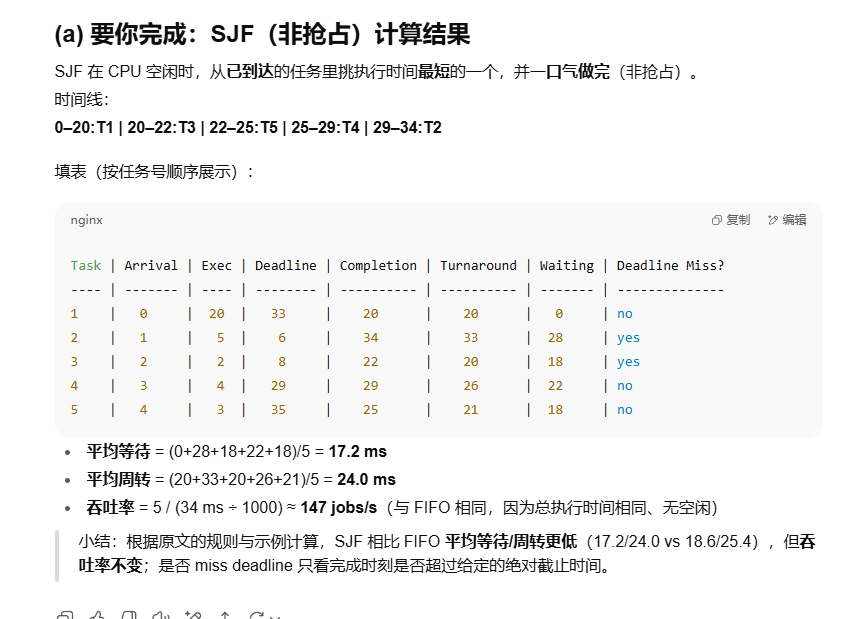 (a) 要你完成：SJF（非抢占）计算结果
SJF 在 CPU 空闲时，从已到达的任务里挑执行时间最短的一个，并一口气做完（非抢占）。
时间线：
0–20: T1 | 20–22: T3 | 22–25: T5 | 25–29: T4 | 29–34: T2
填表（按任务号顺序展示）：
nginx 复制 编辑
Task | Arrival | Exec | Deadline | Completion | Turnaround | Waiting | Deadline Miss?
---- | ------- | ---- | -------- | ---------- | ---------- | ------- | --------------
1 | 0 | 20 | 33 | 20 | 20 | 0 | no
2 | 1 | 5 | 6 | 34 | 33 | 28 | yes
3 | 2 | 2 | 8 | 22 | 20 | 18 | yes
4 | 3 | 4 | 29 | 29 | 26 | 22 | no
5 | 4 | 3 | 35 | 25 | 21 | 18 | no
• 平均等待 = (0+28+18+22+18)/5 = 17.2 ms
• 平均周转 = (20+33+20+26+21)/5 = 24.0 ms
• 吞吐率 = 5 / (34 ms ÷ 1000) ≈ 147 jobs/s（与 FIFO 相同，因为总执行时间相同、无空闲）
小结：根据原文的规则与示例计算，SJF 相比 FIFO 平均等待/周转更低（17.2/24.0 vs 18.6/25.4），但吞
吐率不变；是否 miss deadline 只看完成时刻是否超过给定的绝对截止时间。